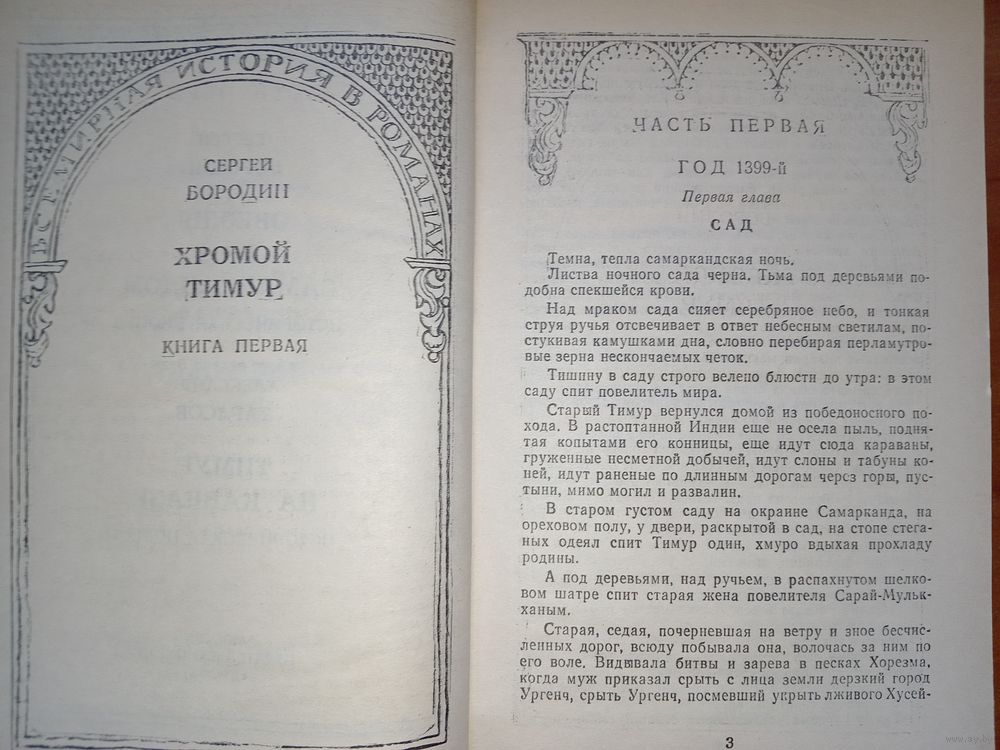 ВСЕМИРНАЯ ИСТОРИЯ В РОМАНАХ
СЕРГЕЙ
БОРОДИН
ХРОМОЙ
ТИМУР
КНИГА ПЕРВАЯ
ЧАСТЬ ПЕРВАЯ
ГОД 1399-й
Первая глава
САД
Темна, тепла самаркандская ночь.
Листва ночного сада черна. Тьма под деревьями по-
добна спекшейся крови.
Над мраком сада сияет серебряное небо, и тонкая
струя ручья отсвечивает в ответ небесным светилам, по-
стукивая камушками дна, словно перебирая перламутро-
вые зерна нескончаемых четок.
Тишину в саду строго велено блюсти до утра: в этом
саду спит повелитель мира.
Старый Тимур вернулся домой из победоносного по-
хода. В растоптанной Индии еще не осела пыль, подня-
тая копытами его конницы, еще идут сюда караваны,
груженные несметной добычей, идут слоны и табуны ко-
ней, идут раненые по длинным дорогам через горы, пус-
тыни, мимо могил и развалин.
В старом густом саду на окраине Самарканда, на
ореховом полу, у двери, раскрытой в сад, на стопе стега-
ных одеял спит Тимур один, хмуро вдыхая прохладу
родины.
А под деревьями, над ручьем, в распахнутом шелко-
вом шатре спит старая жена повелителя Сарай-Мульк-
ханым.
Старая, седая, почерневшая на ветру и зное бесчис-
ленных дорог, всюду побывала она, волочась за ним по
его воле. Видывала битвы и зарева в песках Хорезма,
когда муж приказал срыть с лица земли дерзкий город
Ургенч, срыть Ургенч, посмевший укрыть лживого Хусей-
3